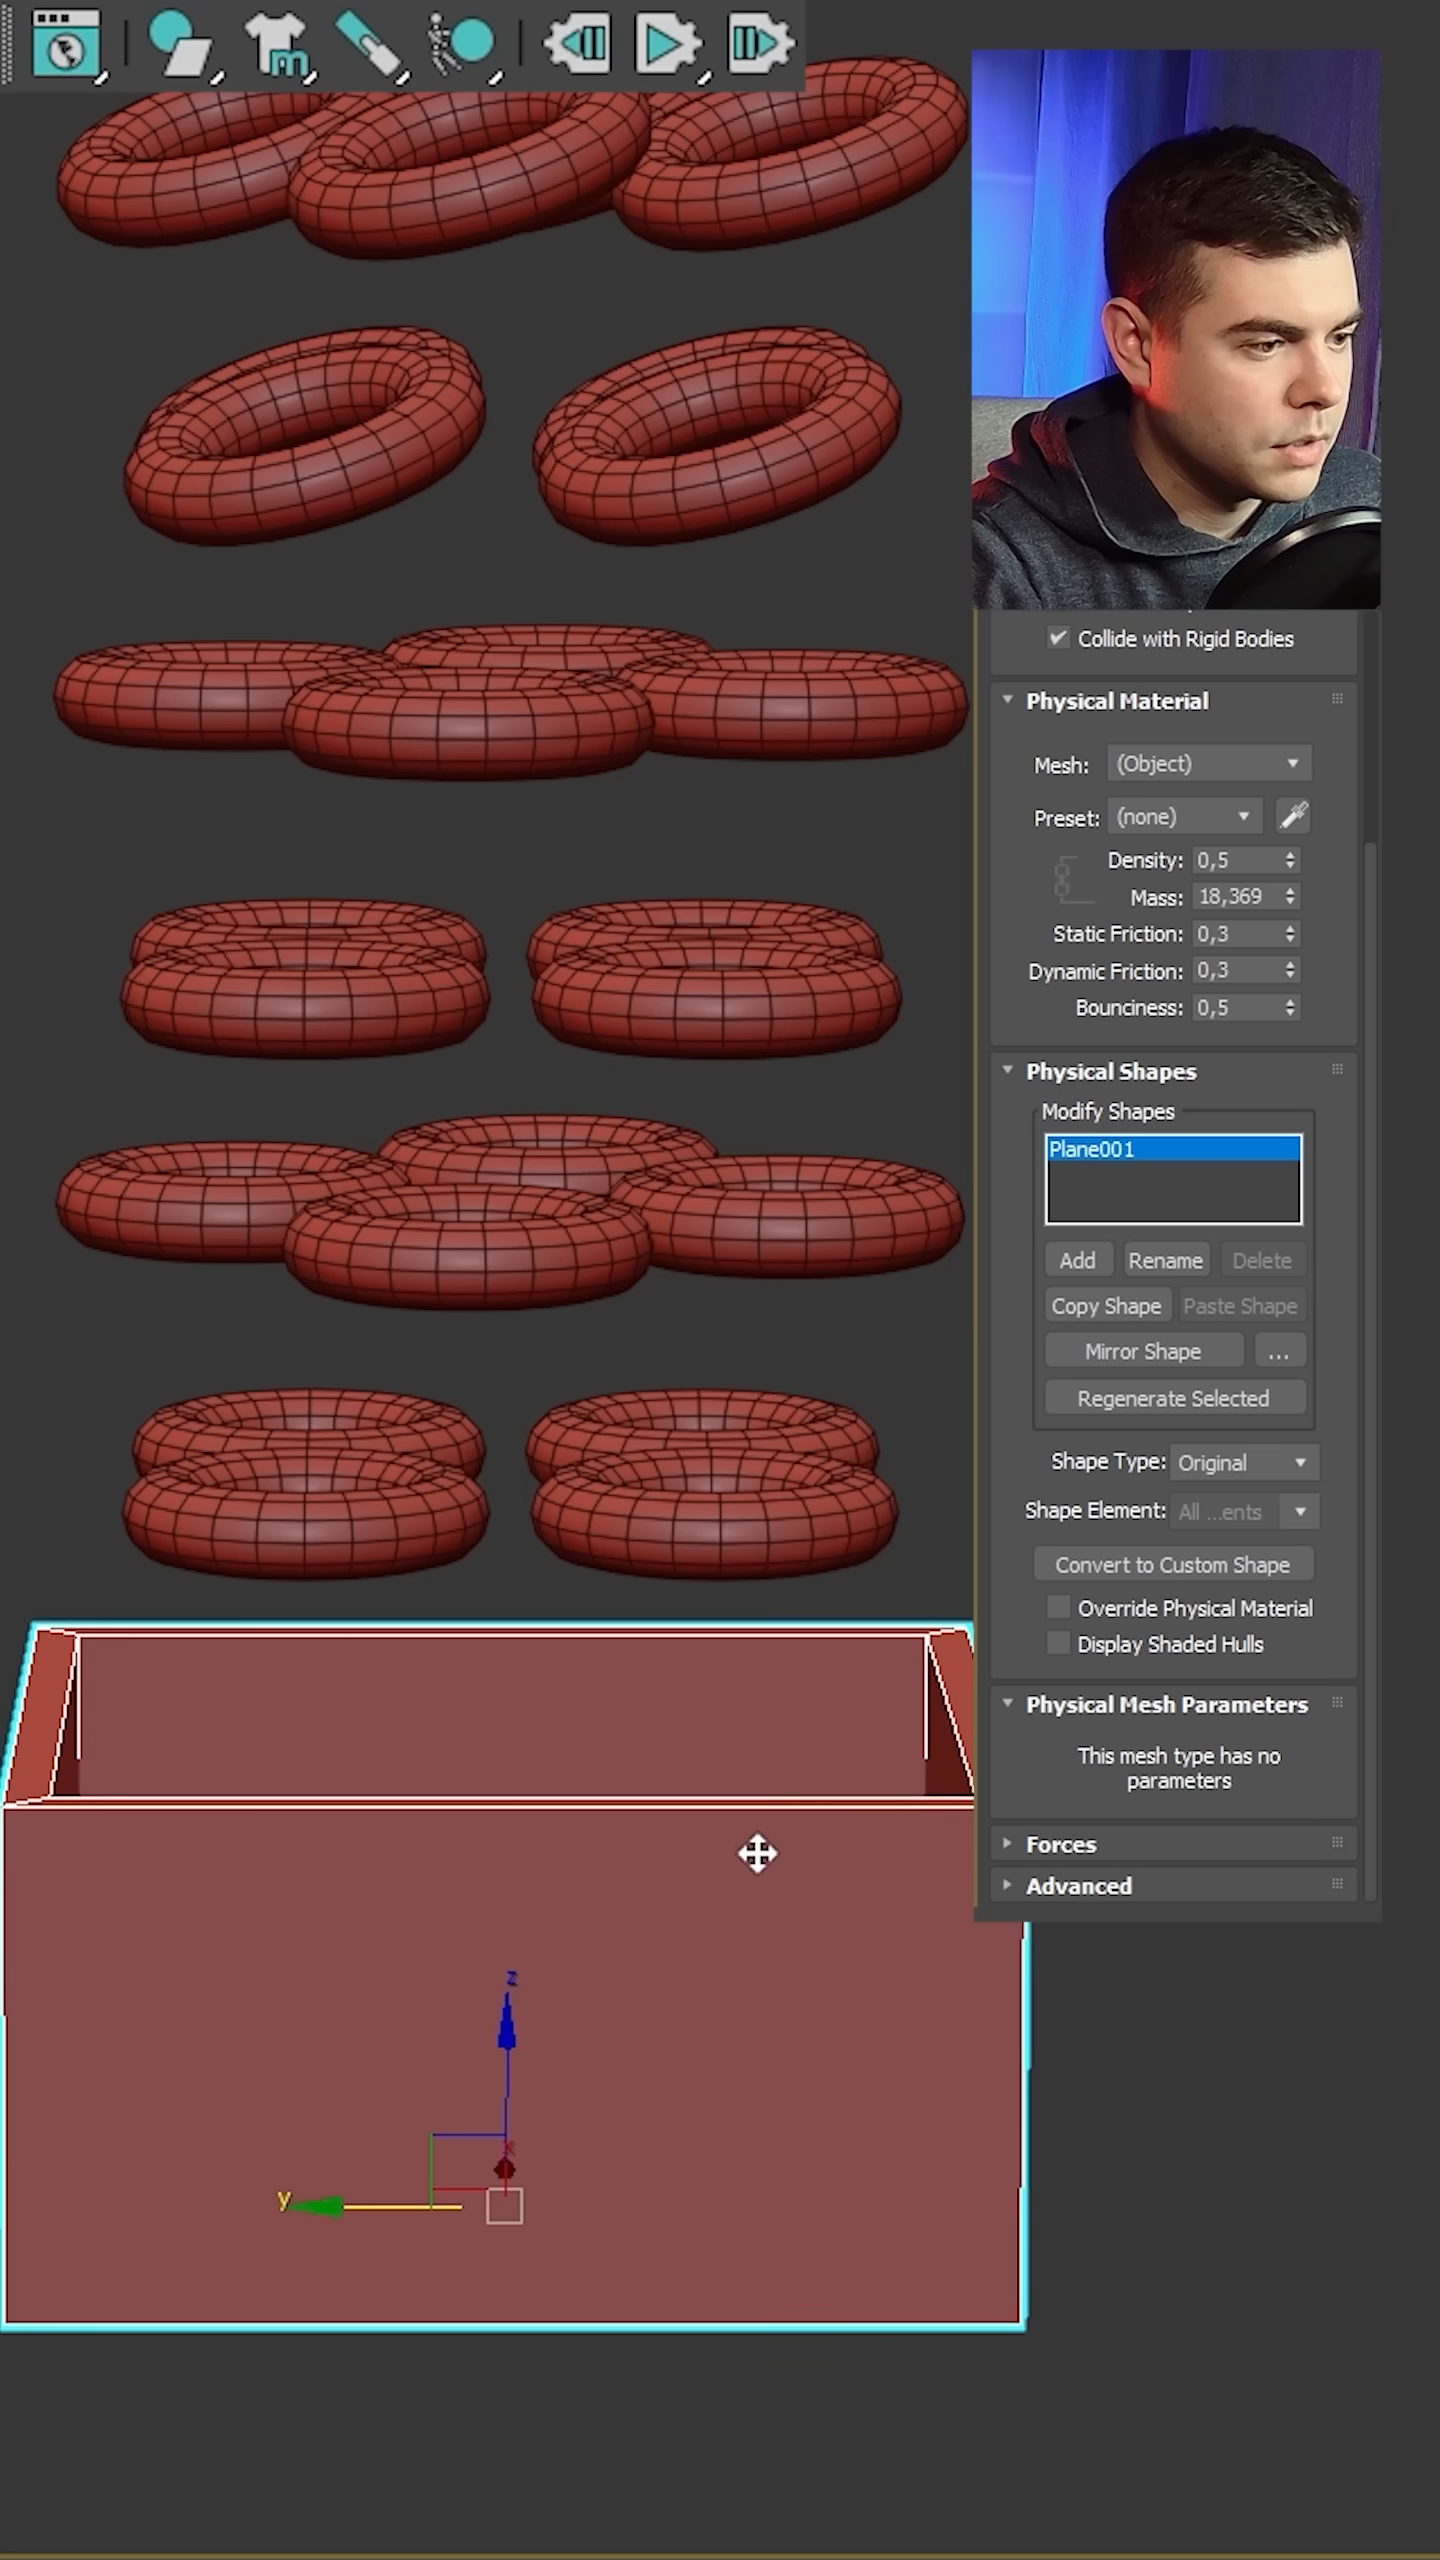 Collide with Rigid Bodies
Physical Material
Mesh: (Object)
Preset: (none)
Density: 0,5
Mass: 18,369
Static Friction: 0,3
Dynamic Friction: 0,3
Bounciness: 0,5
Physical Shapes
Modify Shapes
Plane001
Add Rename Delete
Copy Shape Paste Shape
Mirror Shape ...
Regenerate Selected
Shape Type: Original
Shape Element: All ...ents
Convert to Custom Shape
Override Physical Material
Display Shaded Hulls
Physical Mesh Parameters
This mesh type has no
parameters
Forces
Advanced
z
x
y